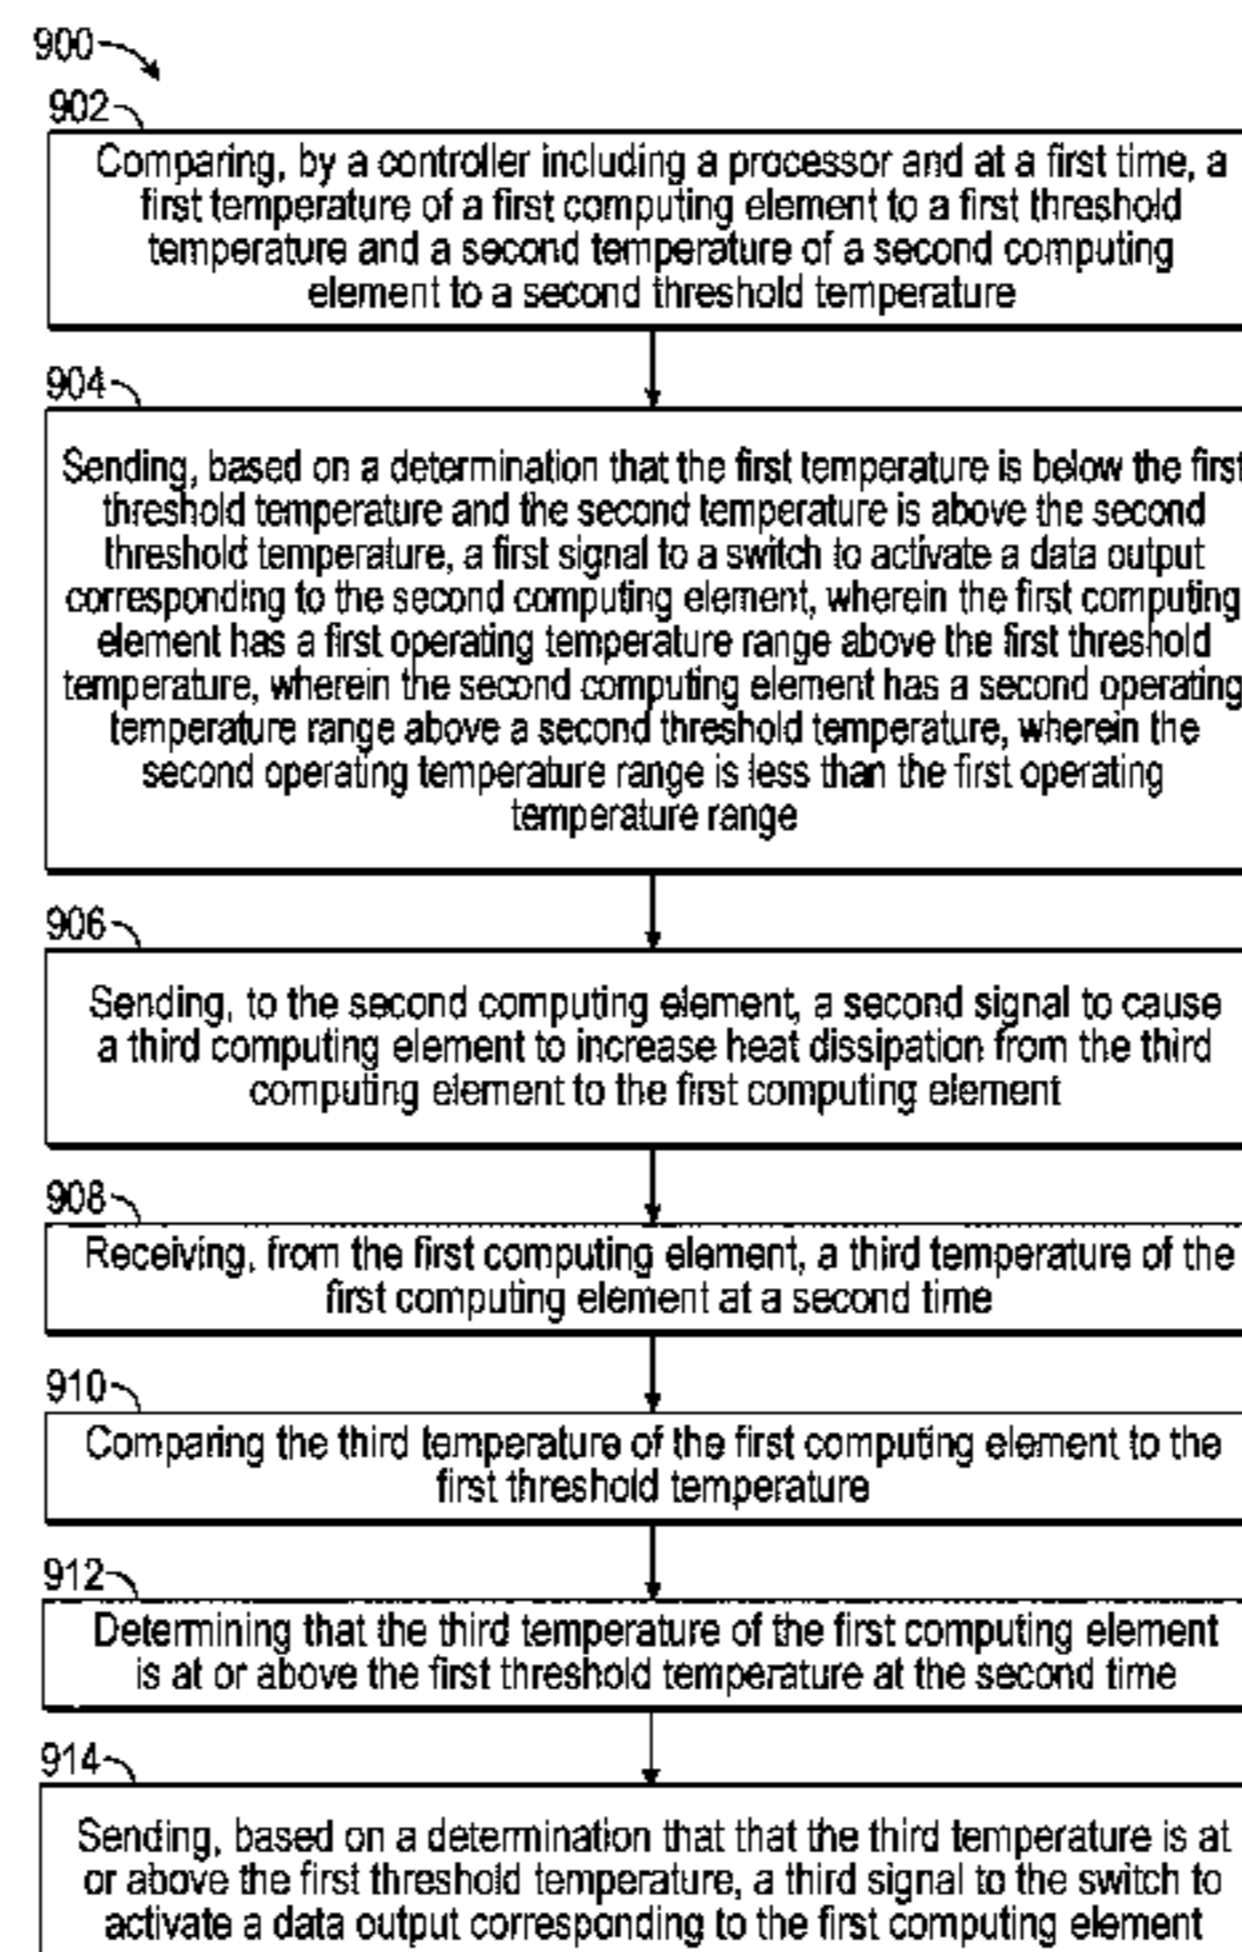 900
902
Comparing, by a controller including a processor and at a first time, a
first temperature of a first computing element to a first threshold
temperature and a second temperature of a second computing
element to a second threshold temperature
904
Sending, based on a determination that the first temperature is below the first
threshold temperature and the second temperature is above the second
threshold temperature, a first signal to a switch to activate a data output
corresponding to the second computing element, wherein the first computing
element has a first operating temperature range above the first threshold
temperature, wherein the second computing element has a second operating
temperature range above a second threshold temperature, wherein the
second operating temperature range is less than the first operating
temperature range
906
Sending, to the second computing element, a second signal to cause
a third computing element to increase heat dissipation from the third
computing element to the first computing element
908
Receiving, from the first computing element, a third temperature of the
first computing element at a second time
910
Comparing the third temperature of the first computing element to the
first threshold temperature
912
Determining that the third temperature of the first computing element
is at or above the first threshold temperature at the second time
914
Sending, based on a determination that that the third temperature is at
or above the first threshold temperature, a third signal to the switch to
activate a data output corresponding to the first computing element